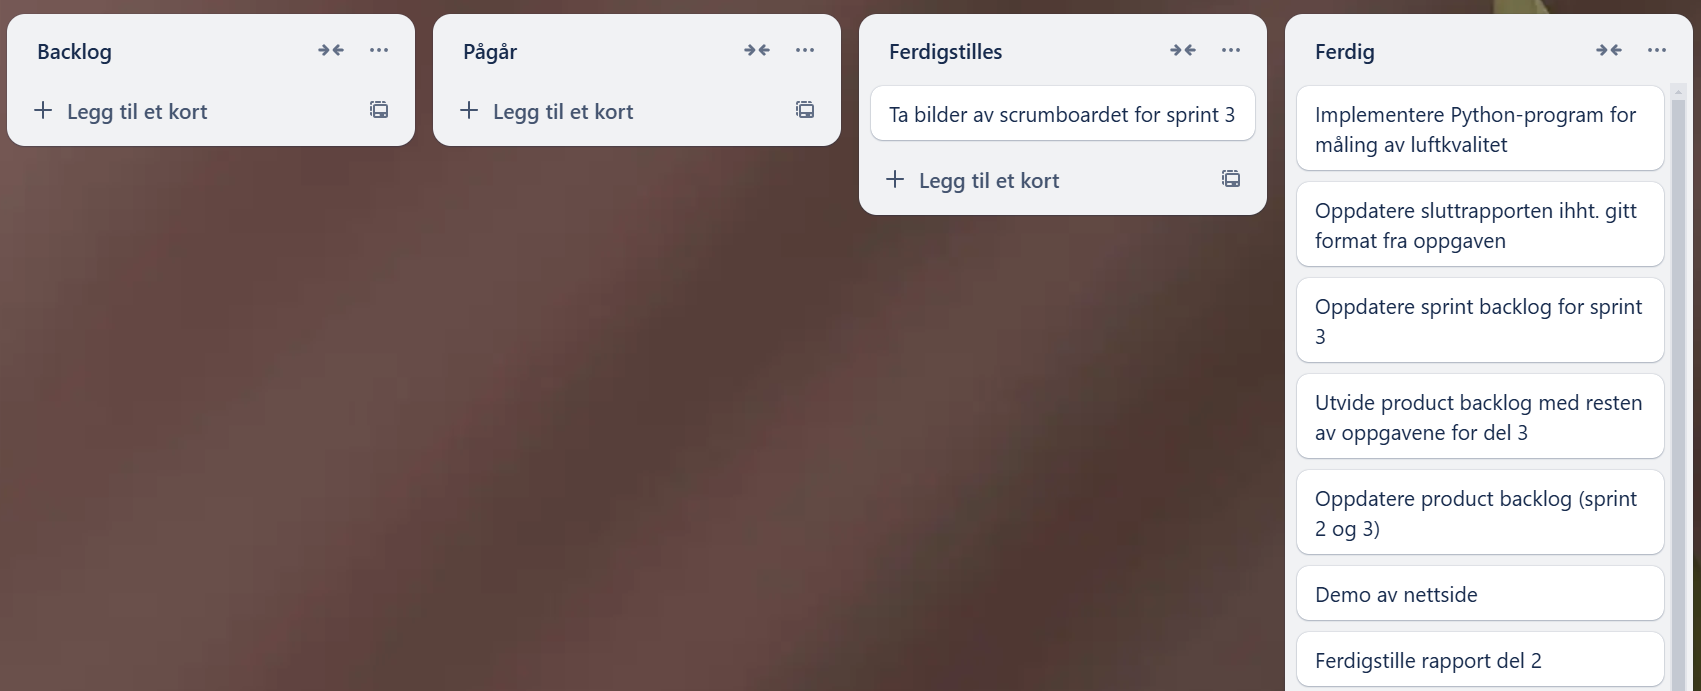 Backlog
Legg til et kort
Pågår
Legg til et kort
Ferdigstilles
Ta bilder av scrumboardet for sprint 3
Legg til et kort
Ferdig
Implementere Python-program for
måling av luftkvalitet
Oppdatere sluttrapporten ihht. gitt
format fra oppgaven
Oppdatere sprint backlog for sprint
3
Utvide product backlog med resten
av oppgavene for del 3
Oppdatere product backlog (sprint
2 og 3)
Demo av nettside
Ferdigstille rapport del 2